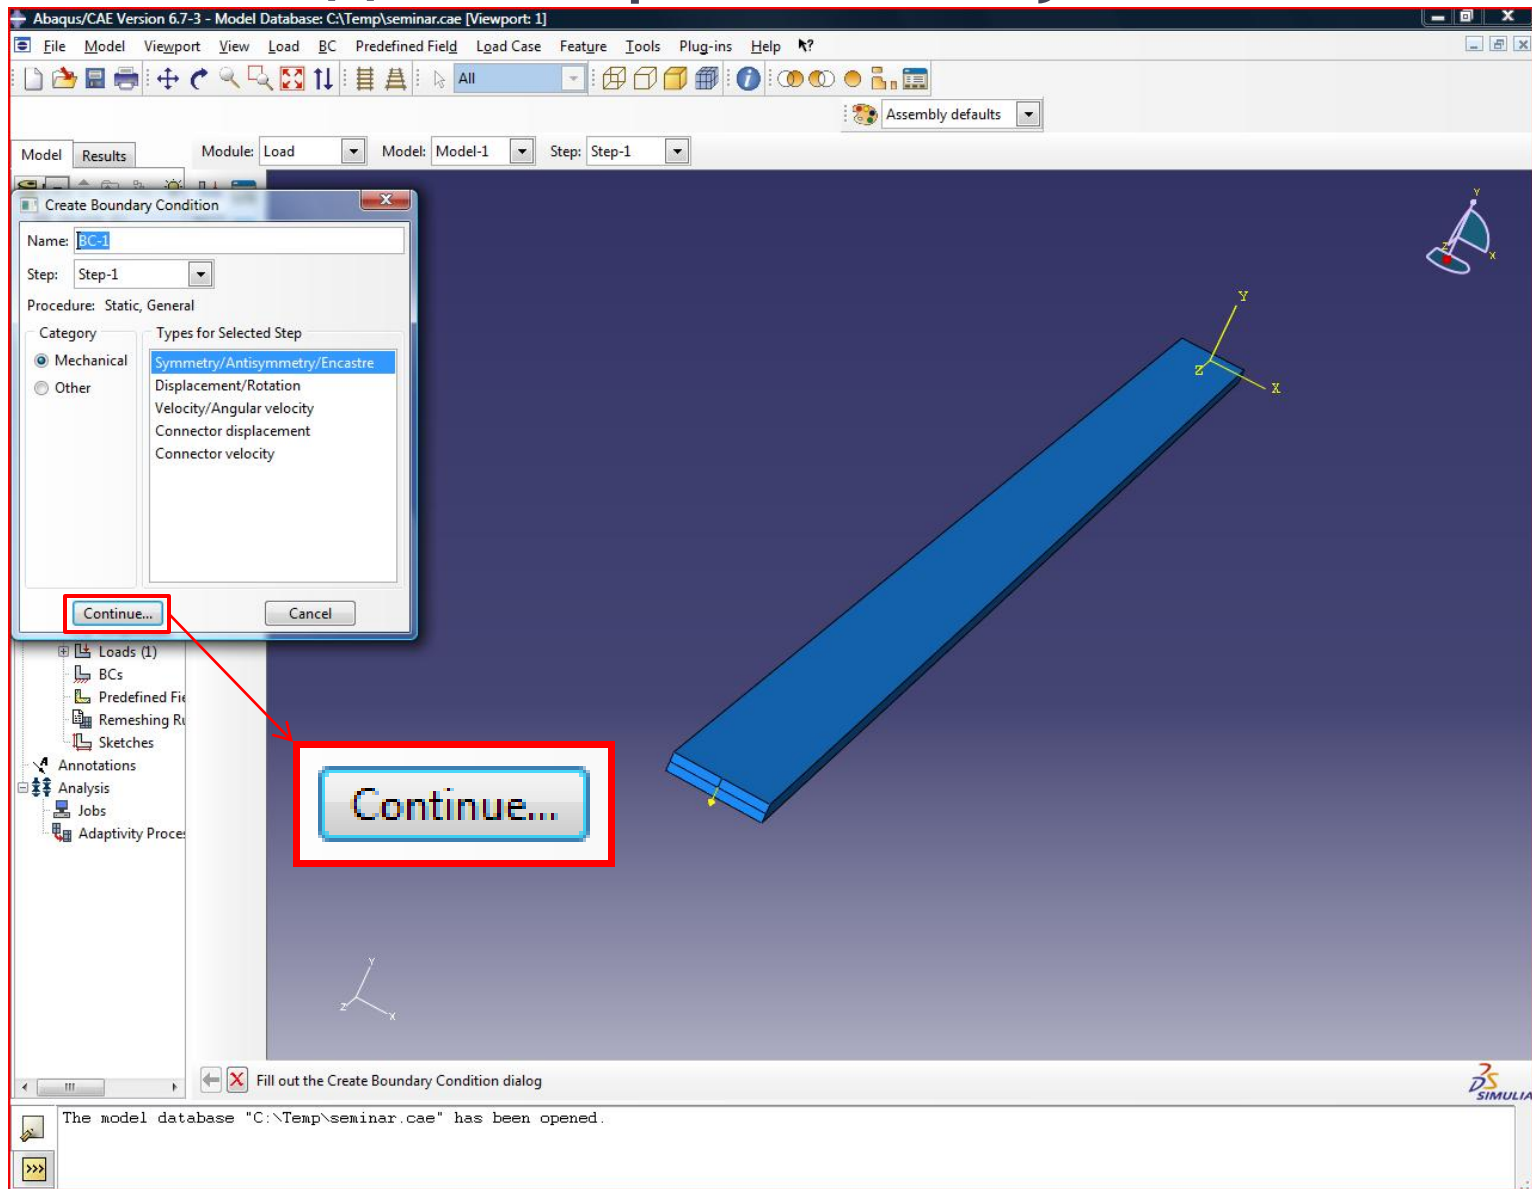 Abaqus/CAE Version 6.7-3 - Model Database: C:\Temp\seminar.cae [Viewport: 1]
File Model Viewport View Load BC Predefined Field Load Case Feature Tools Plug-ins Help
All
Assembly defaults
Model Results
Module: Load Model: Model-1 Step: Step-1
Create Boundary Condition
Name: BC-1
Step: Step-1
Procedure: Static, General
Category
Types for Selected Step
Mechanical
Other
Symmetry/Antisymmetry/Encastre
Displacement/Rotation
Velocity/Angular velocity
Connector displacement
Connector velocity
Continue... Cancel
Loads (1)
BCs
Predefined Fie
Remeshing Ru
Sketches
Annotations
Analysis
Jobs
Adaptivity Proce
Continue...
Y
Z
X
Y
Z
X
Y
Z
X
Fill out the Create Boundary Condition dialog
SIMULIA
The model database "C:\Temp\seminar.cae" has been opened.
>>>